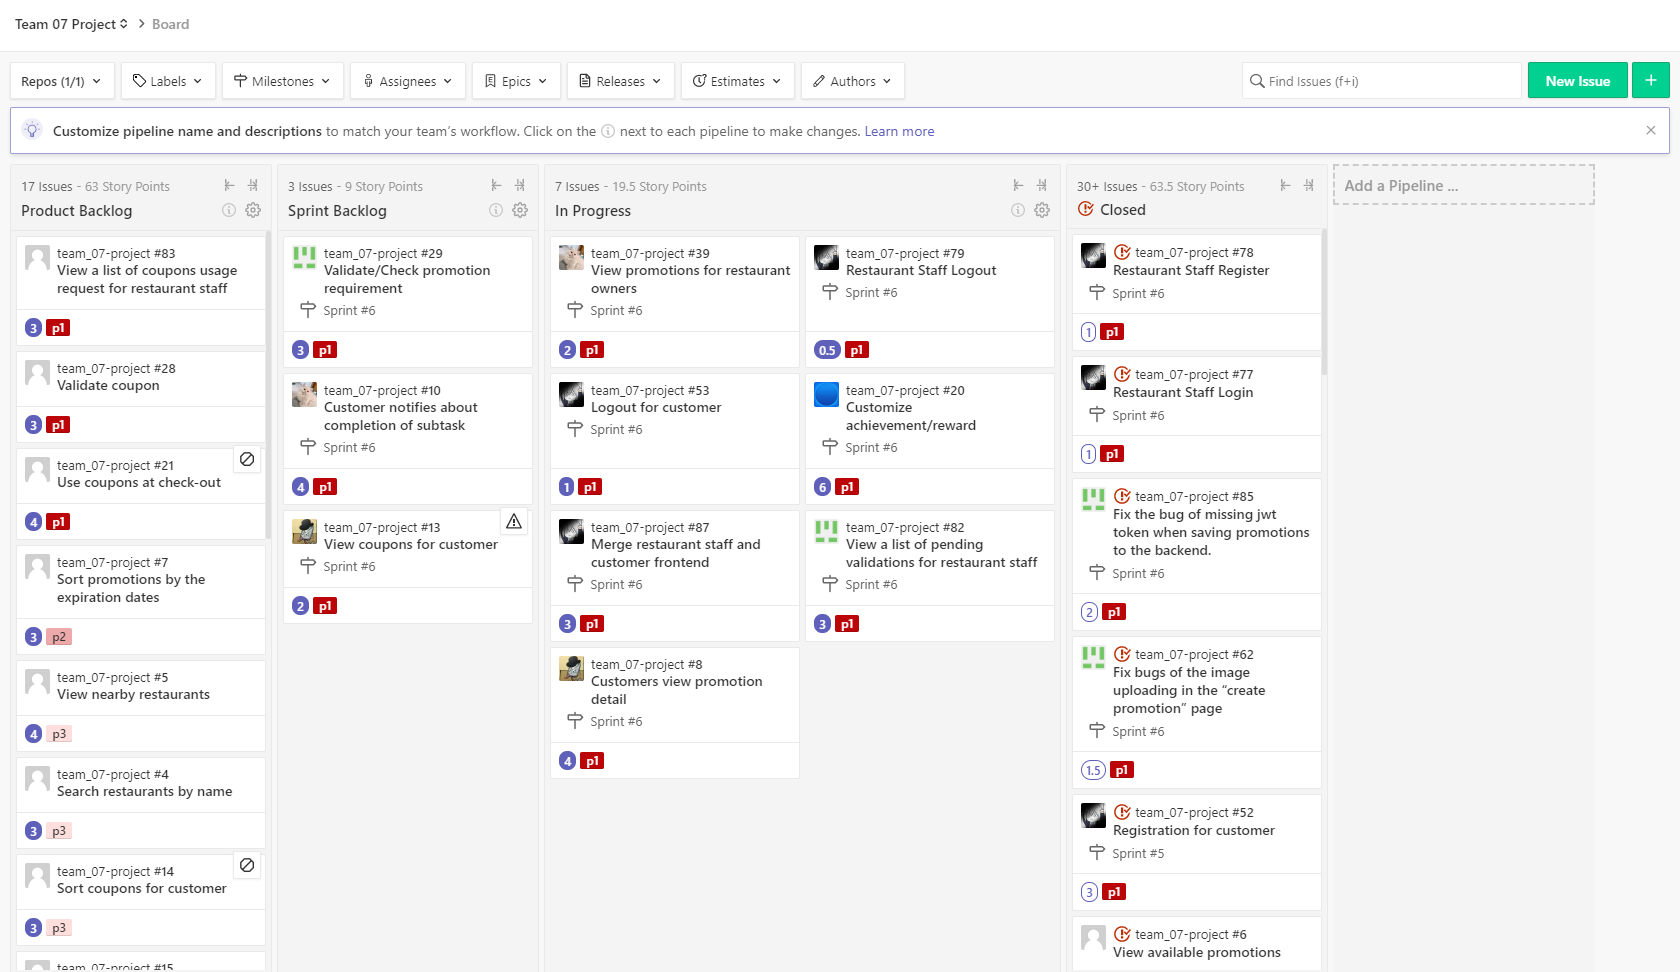 Team 07 Project > Board
Repos (1/1)
Labels
Milestones
Assignees
Epics
Releases
Estimates
Authors
Find Issues (f+i)
New Issue
+
Customize pipeline name and descriptions to match your team's workflow. Click on the ⓘ next to each pipeline to make changes. Learn more
17 Issues - 63 Story Points
Product Backlog
team_07-project #83
View a list of coupons usage
request for restaurant staff
3 p1
team_07-project #28
Validate coupon
3 p1
team_07-project #21
Use coupons at check-out
4 p1
team_07-project #7
Sort promotions by the
expiration dates
3 p2
team_07-project #5
View nearby restaurants
4 p3
team_07-project #4
Search restaurants by name
3 p3
team_07-project #14
Sort coupons for customer
3 p3
team_07-project #15
3 Issues - 9 Story Points
Sprint Backlog
team_07-project #29
Validate/Check promotion
requirement
Sprint #6
3 p1
team_07-project #10
Customer notifies about
completion of subtask
Sprint #6
4 p1
team_07-project #13
View coupons for customer
Sprint #6
2 p1
7 Issues - 19.5 Story Points
In Progress
team_07-project #39
View promotions for restaurant
owners
Sprint #6
2 p1
team_07-project #53
Logout for customer
Sprint #6
1 p1
team_07-project #87
Merge restaurant staff and
customer frontend
Sprint #6
3 p1
team_07-project #8
Customers view promotion
detail
Sprint #6
4 p1
team_07-project #79
Restaurant Staff Logout
Sprint #6
0.5 p1
team_07-project #20
Customize
achievement/reward
Sprint #6
6 p1
team_07-project #82
View a list of pending
validations for restaurant staff
Sprint #6
3 p1
30+ Issues - 63.5 Story Points
Closed
team_07-project #78
Restaurant Staff Register
Sprint #6
1 p1
team_07-project #77
Restaurant Staff Login
Sprint #6
1 p1
team_07-project #85
Fix the bug of missing jwt
token when saving promotions
to the backend.
Sprint #6
2 p1
team_07-project #62
Fix bugs of the image
uploading in the “create
promotion” page
Sprint #6
1.5 p1
team_07-project #52
Registration for customer
Sprint #5
3 p1
team_07-project #6
View available promotions
Add a Pipeline ...